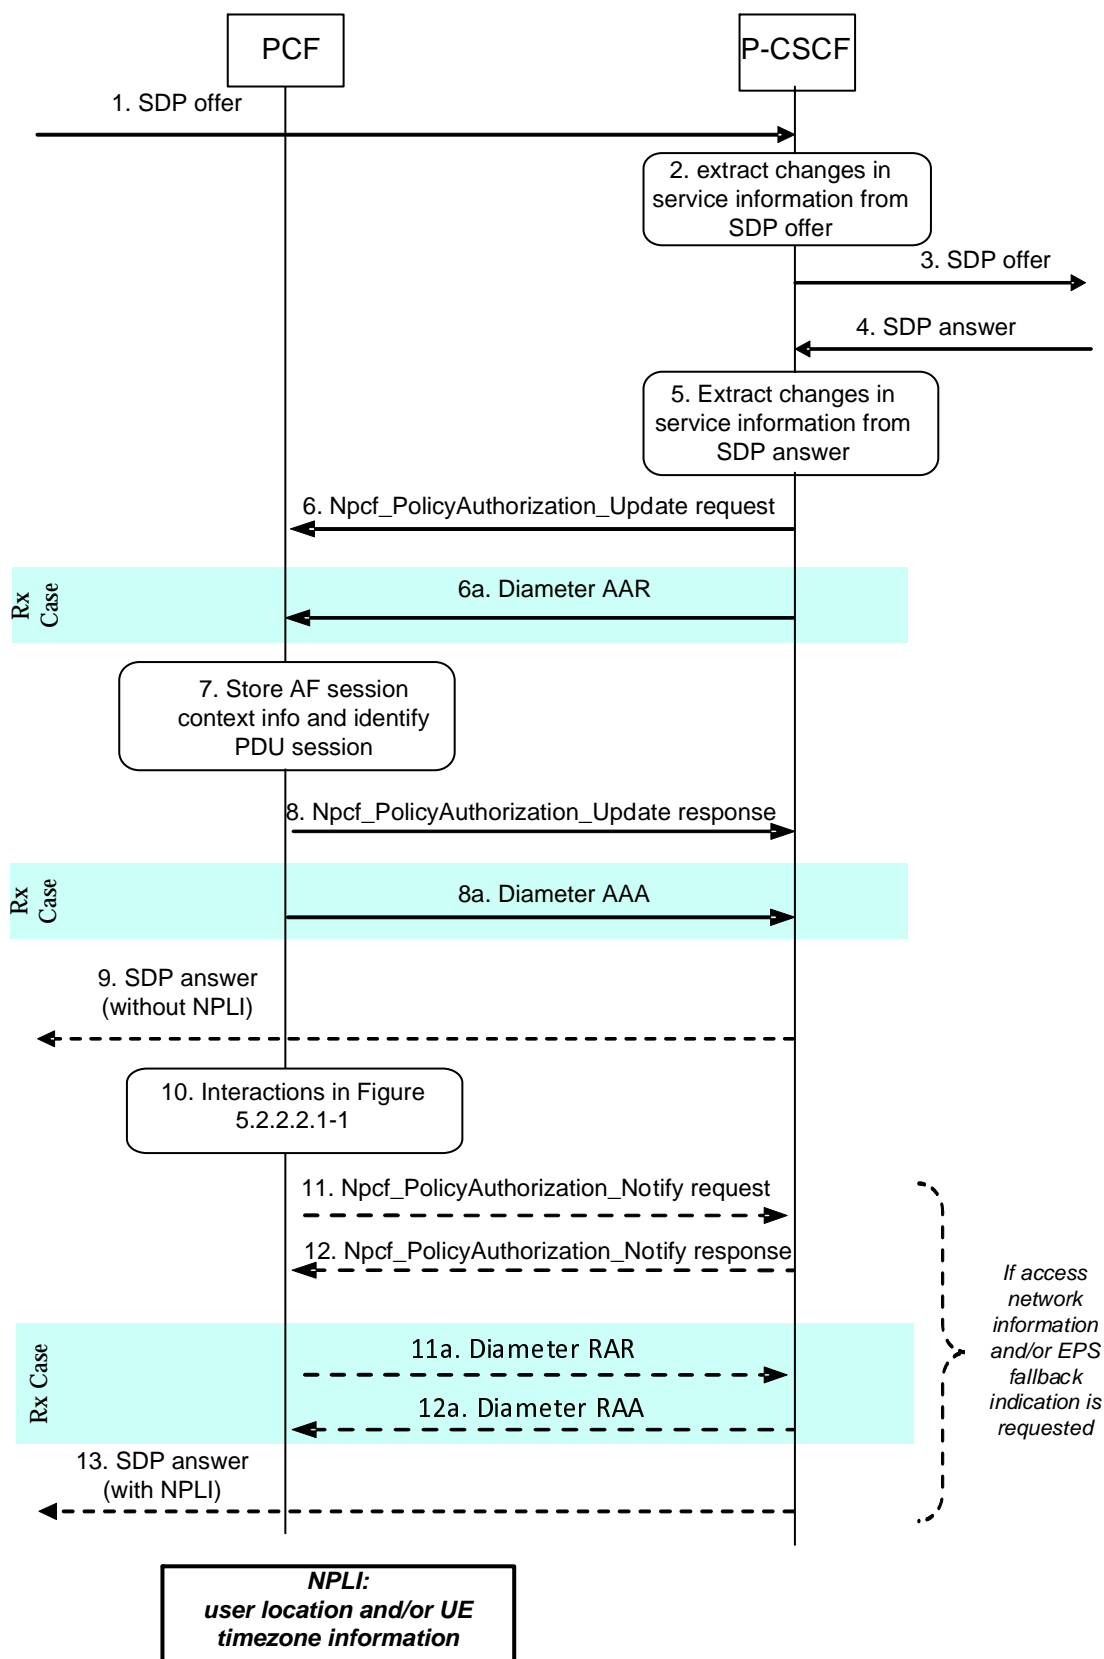 PCF
P-CSCF
1. SDP offer
2. extract changes in
service information from
SDP offer
3. SDP offer
4. SDP answer
5. Extract changes in
service information from
SDP answer
6. Npcf_PolicyAuthorization_Update request
Rx
Case
6a. Diameter AAR
7. Store AF session
context info and identify
PDU session
8. Npcf_PolicyAuthorization_Update response
Rx
Case
8a. Diameter AAA
9. SDP answer
(without NPLI)
10. Interactions in Figure
5.2.2.2.1-1
11. Npcf_PolicyAuthorization_Notify request
12. Npcf_PolicyAuthorization_Notify response
If access
network
information
and/or EPS
fallback
indication is
requested
Rx Case
11a. Diameter RAR
12a. Diameter RAA
13. SDP answer
(with NPLI)
NPLI:
user location and/or UE
timezone information